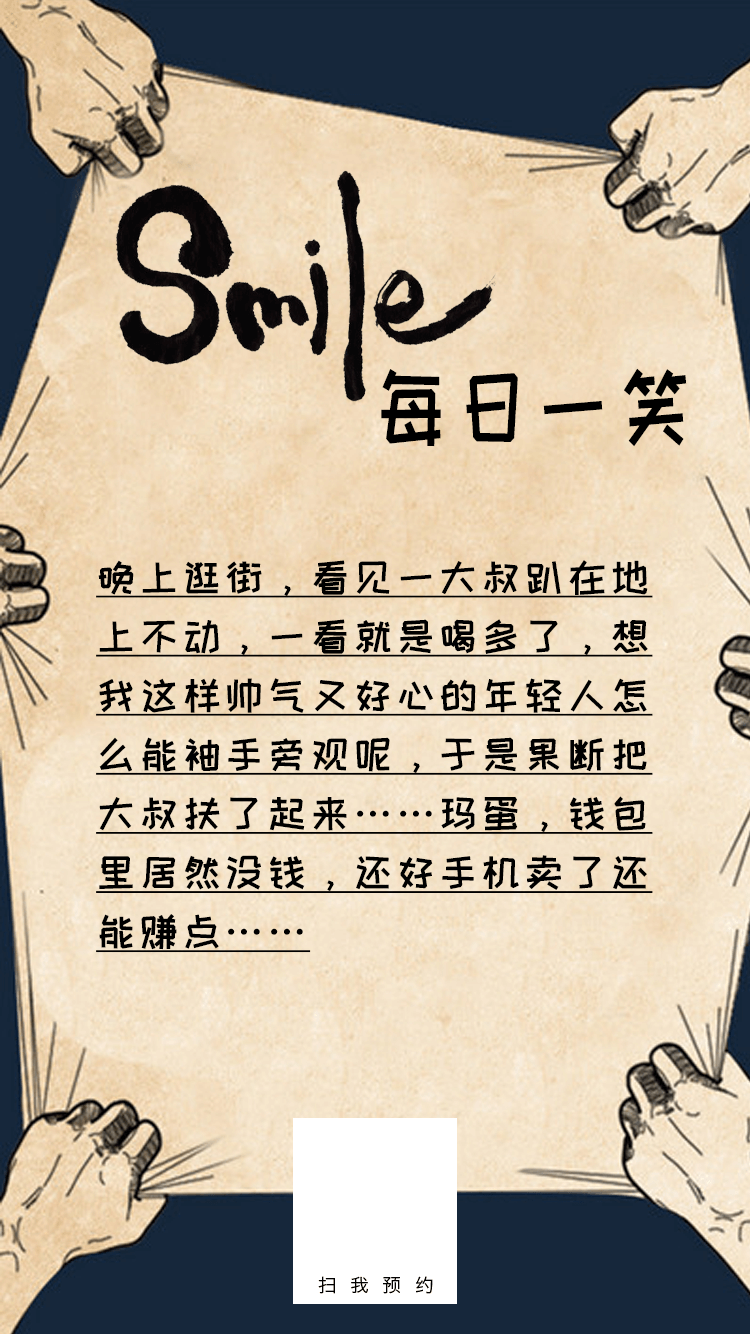 Smile
每日一笑
晚上逛街，看见一大叔趴在地
上不动，一看就是喝多了，想
我这样帅气又好心的年轻人怎
么能袖手旁观呢，于是果断把
大叔扶了起来……玛蛋，钱包
里居然没钱，还好手机卖了还
能赚点……
扫我预约